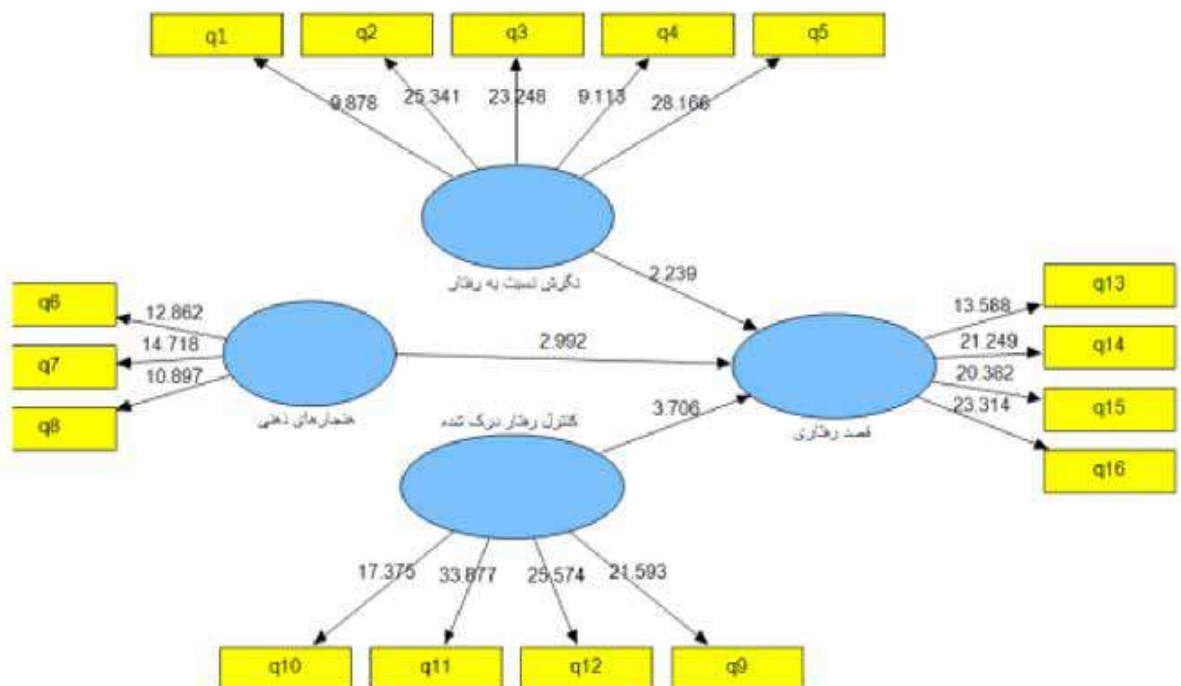 q1
q2
q3
q4
q5
9.878
25.341
23.248
9.113
28.166
نگرش نسبت به رفتار
2.239
q6
q7
q8
12.862
14.718
10.897
هنجارهای ذهنی
2.992
کنترل رفتار درک شده
3.706
قصد رفتاری
13.588
21.249
20.382
23.314
q13
q14
q15
q16
17.375
33.877
25.574
21.593
q10
q11
q12
q9